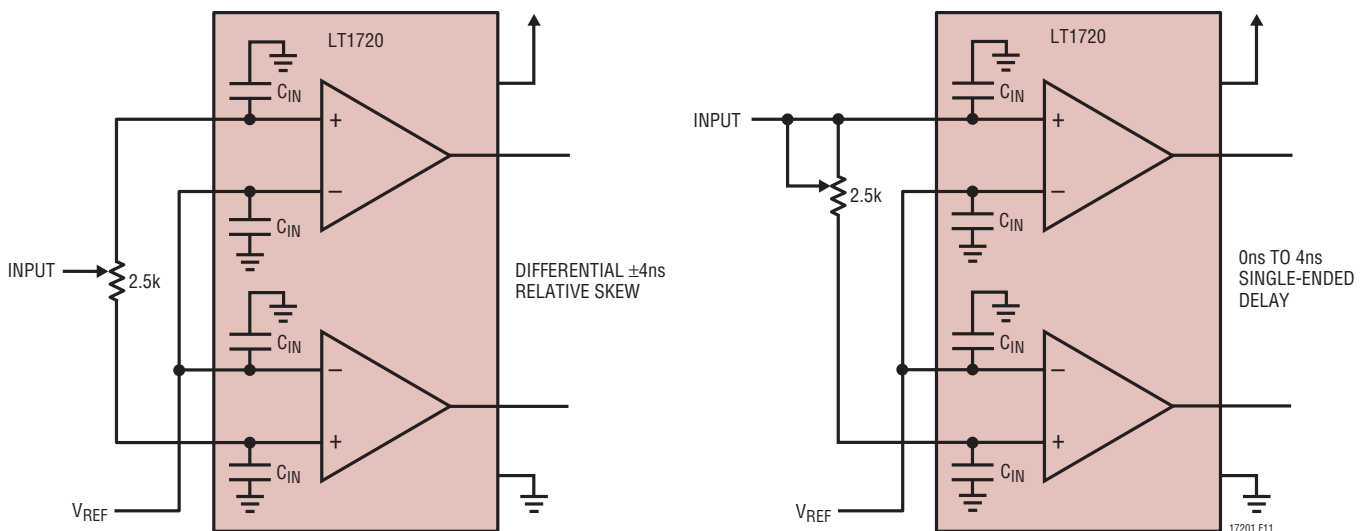 LT1720
C_IN
+
−
C_IN
INPUT
2.5k
DIFFERENTIAL ±4ns
RELATIVE SKEW
C_IN
−
+
C_IN
V_REF
LT1720
C_IN
INPUT
+
−
2.5k
C_IN
0ns TO 4ns
SINGLE-ENDED
DELAY
C_IN
−
+
C_IN
V_REF
17201 F11